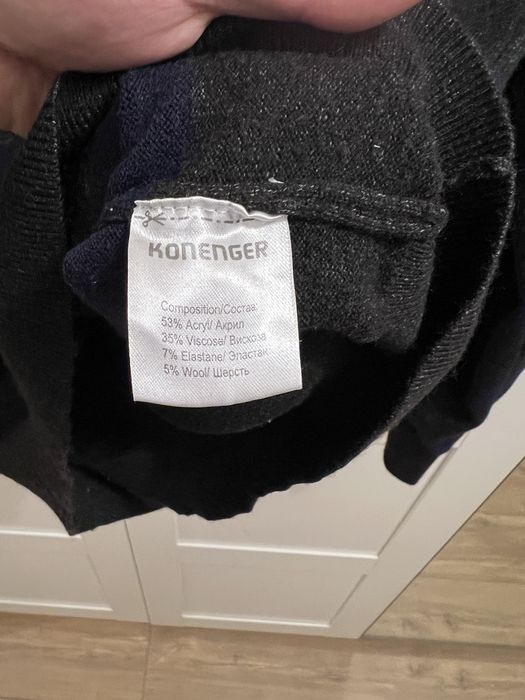 KONENGER
Composition/Состав:
53% Acryl/ Акрил
35% Viscose/ Вискоза
7% Elastane/ Эластан
5% Wool/ Шерсть